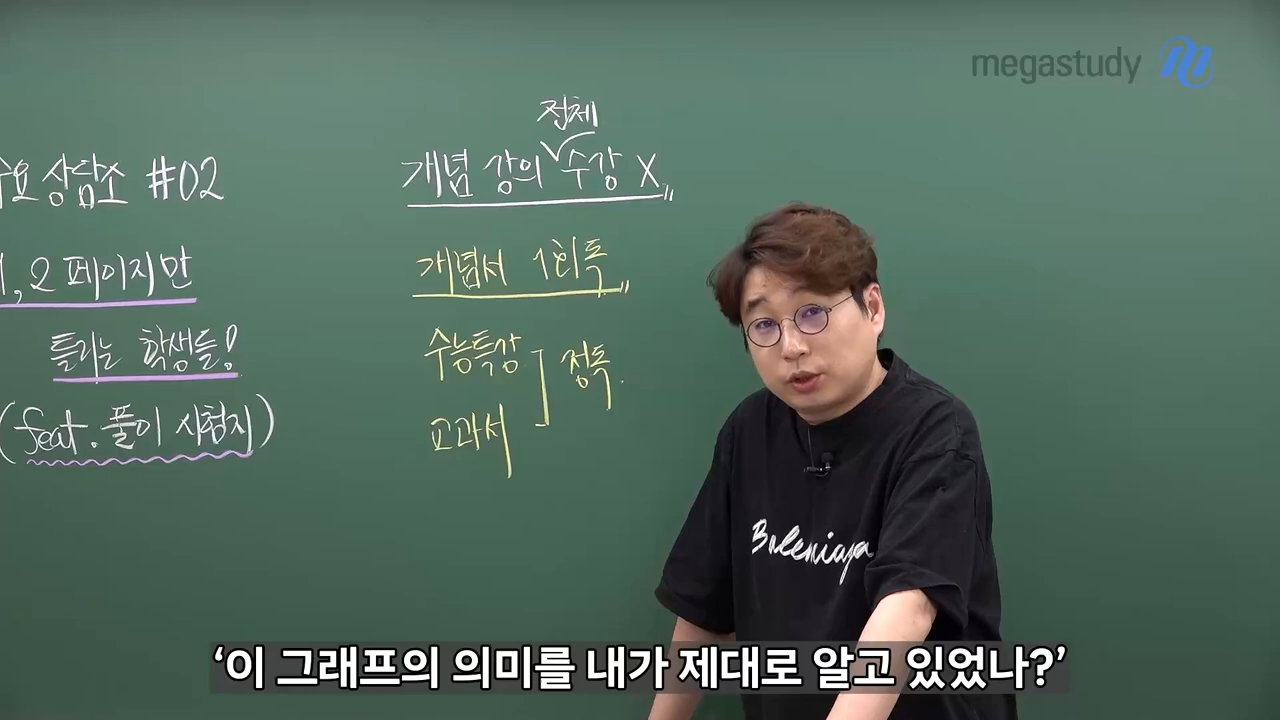 megastudy
수요 상담소 #02
1, 2 페이지만
틀리는 학생들!
(feat. 풀이 시험지)
전체
개념 강의 ✓ 수강 X
개념서 1회독
수능특강
교과서
정독.
Balenciaga
‘이 그래프의 의미를 내가 제대로 알고 있었나?’